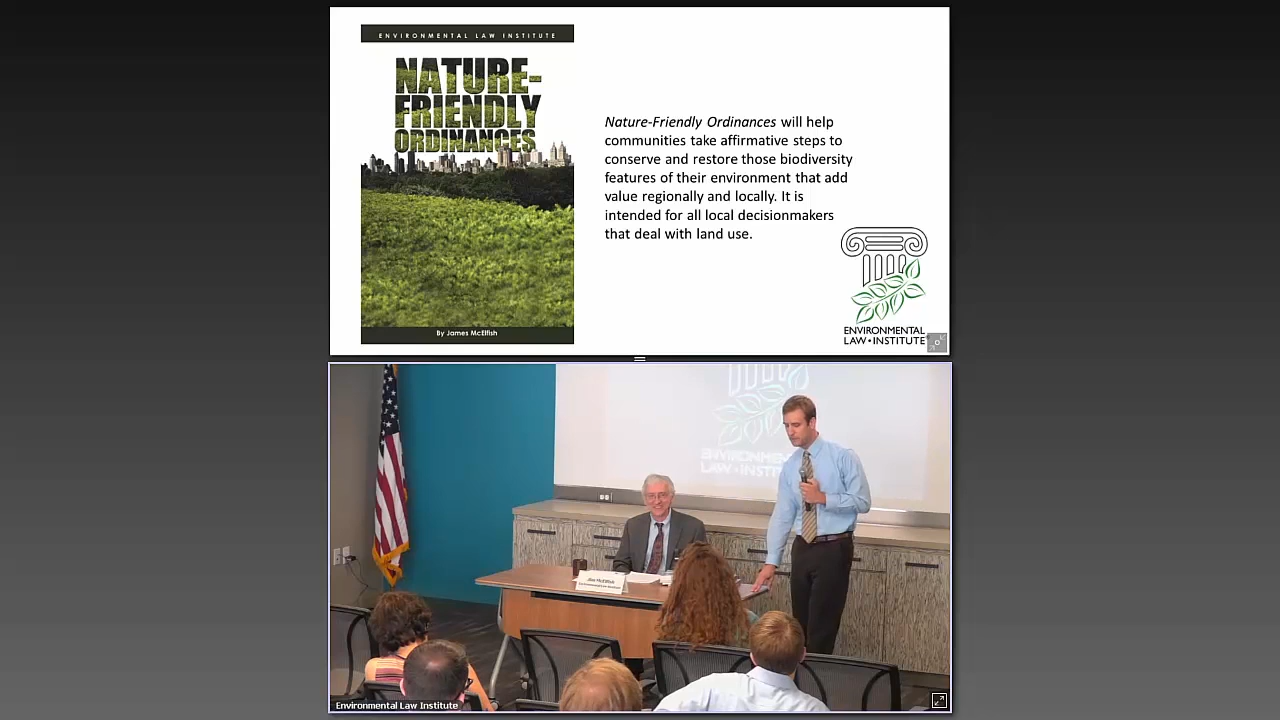 ENVIRONMENTAL LAW INSTITUTE
NATURE-
FRIENDLY
ORDINANCES
By James McElfish
Nature-Friendly Ordinances will help
communities take affirmative steps to
conserve and restore those biodiversity
features of their environment that add
value regionally and locally. It is
intended for all local decisionmakers
that deal with land use.
ENVIRONMENTAL
LAW•INSTITUTE
ENVIRONMEN
LAW•INSTIT
Jim McElfish
Environmental Law Institute
Environmental Law Institute